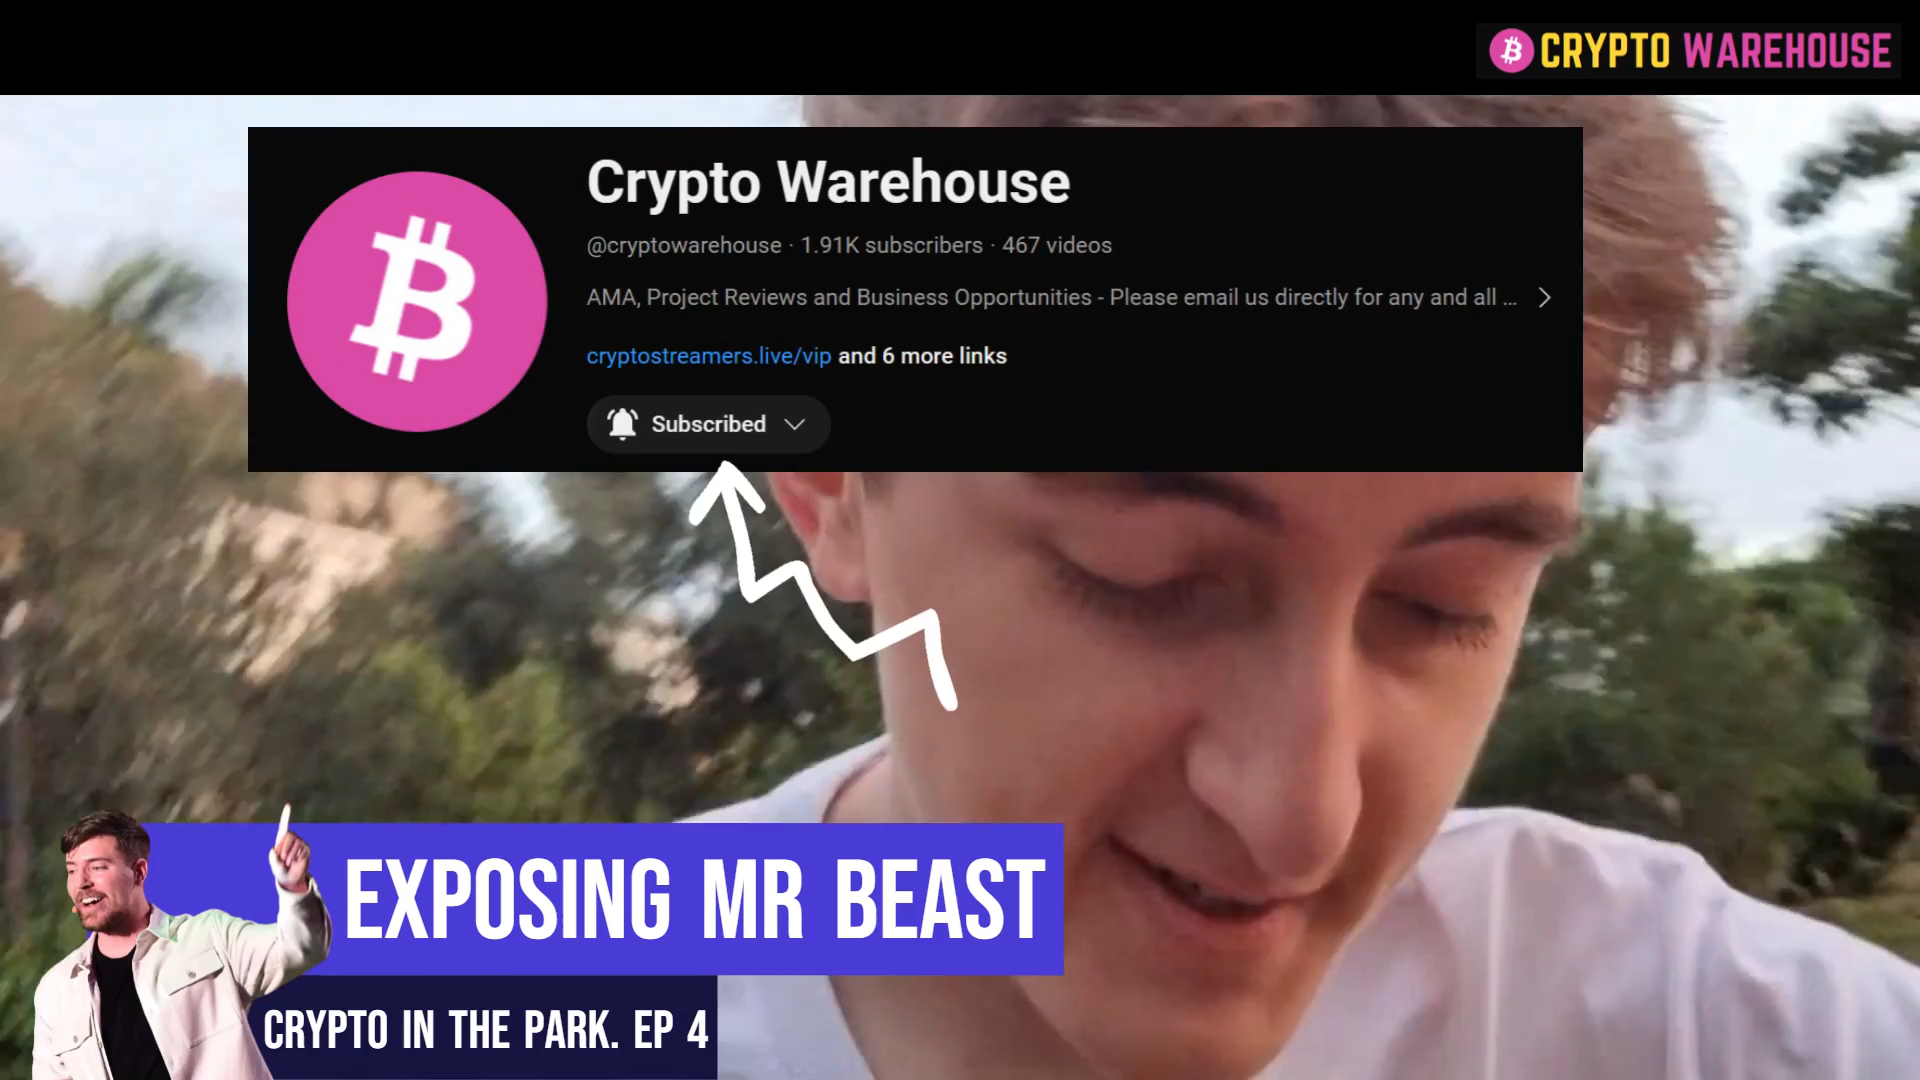 CRYPTO WAREHOUSE
Crypto Warehouse
@cryptowarehouse · 1.91K subscribers · 467 videos
AMA, Project Reviews and Business Opportunities - Please email us directly for any and all ...
cryptostreamers.live/vip and 6 more links
Subscribed
EXPOSING MR BEAST
CRYPTO IN THE PARK. EP 4